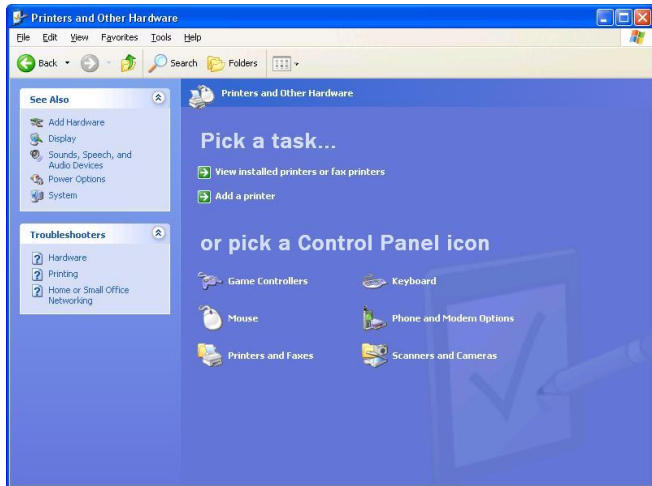 Printers and Other Hardware
File Edit View Favorites Tools Help
Back Search Folders
See Also
Add Hardware
Display
Sounds, Speech, and
Audio Devices
Power Options
System
Troubleshooters
Hardware
Printing
Home or Small Office
Networking
Printers and Other Hardware
Pick a task...
View installed printers or fax printers
Add a printer
or pick a Control Panel icon
Game Controllers Keyboard
Mouse Phone and Modem Options
Printers and Faxes Scanners and Cameras